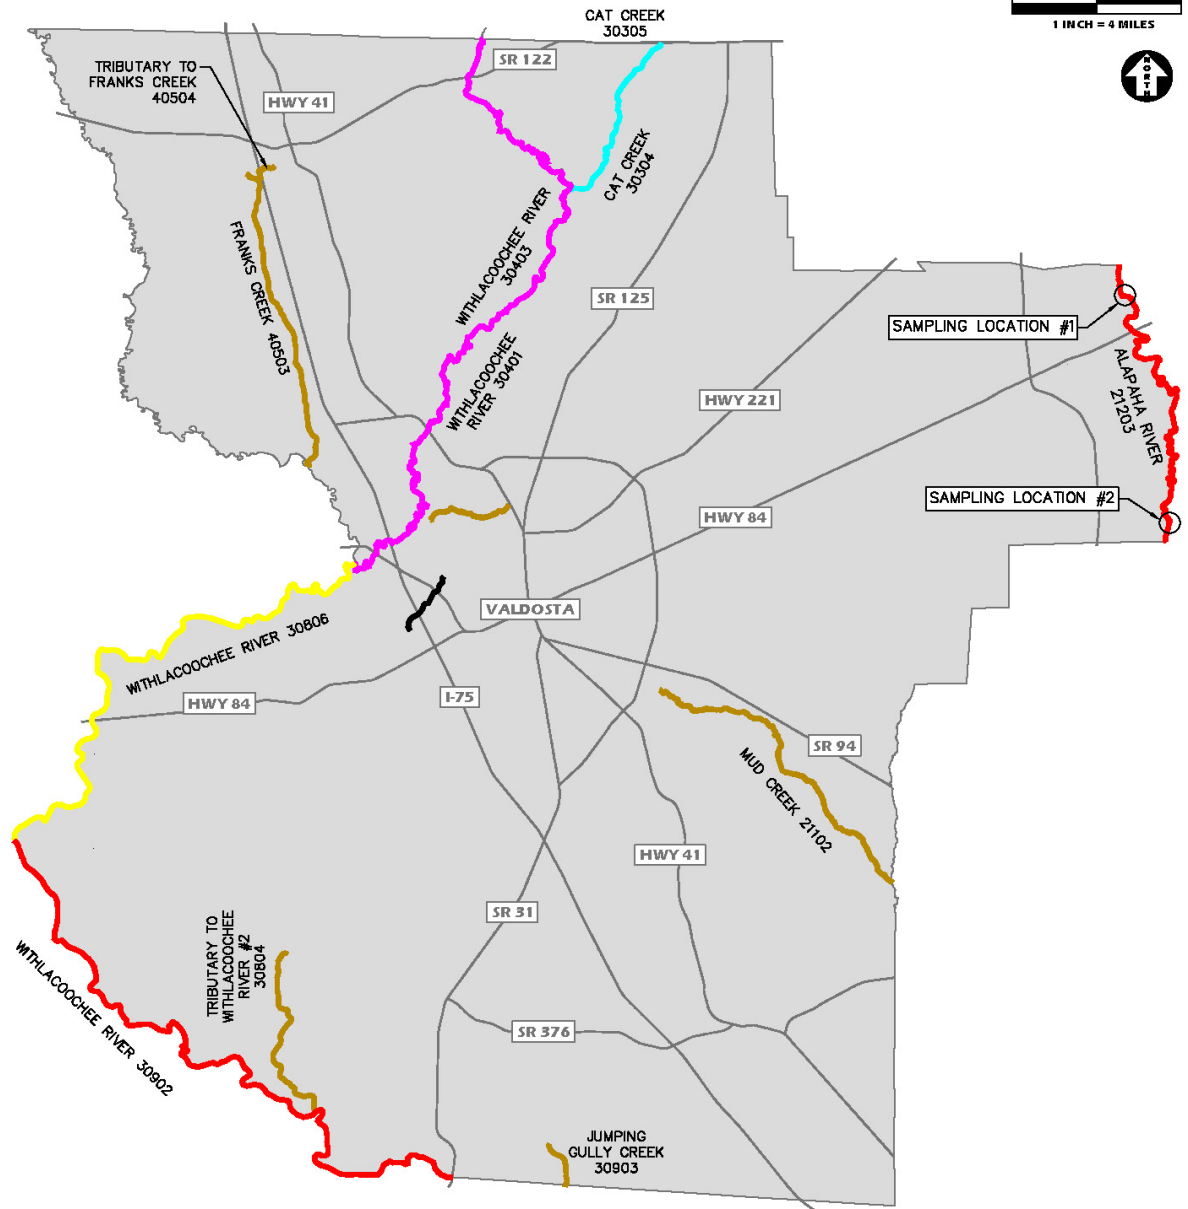 CAT CREEK
30305
1 INCH = 4 MILES
NORTH
SR 122
TRIBUTARY TO
FRANKS CREEK
40504
HWY 41
CAT CREEK
30304
WITHLACOOCHEE RIVER
30403
FRANKS CREEK 40503
SR 125
SAMPLING LOCATION #1
WITHLACOOCHEE
RIVER 30401
ALAPAHA RIVER
21203
HWY 221
SAMPLING LOCATION #2
HWY 84
VALDOSTA
WITHLACOOCHEE RIVER 30806
HWY 84
I-75
SR 94
MUD CREEK 21102
HWY 41
SR 31
TRIBUTARY TO
WITHLACOOCHEE
RIVER #2
30804
WITHLACOOCHEE RIVER 30902
SR 376
JUMPING
GULLY CREEK
30903